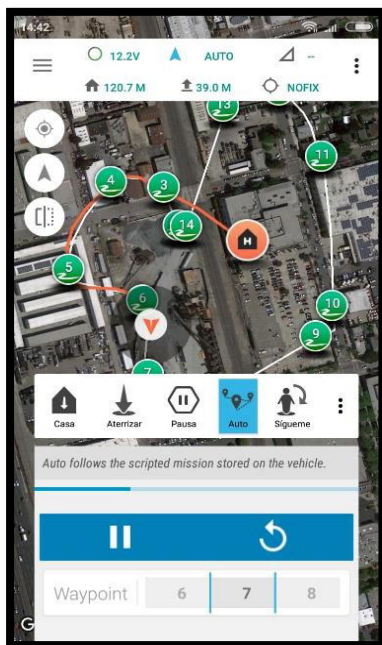 14:42
12.2V AUTO --
120.7 M 39.0 M NOFIX
13
11
4 3
14
H
5
6
10
9
7
Casa Aterrizar Pausa Auto Sígueme
Auto follows the scripted mission stored on the vehicle.
Waypoint 6 7 8
G